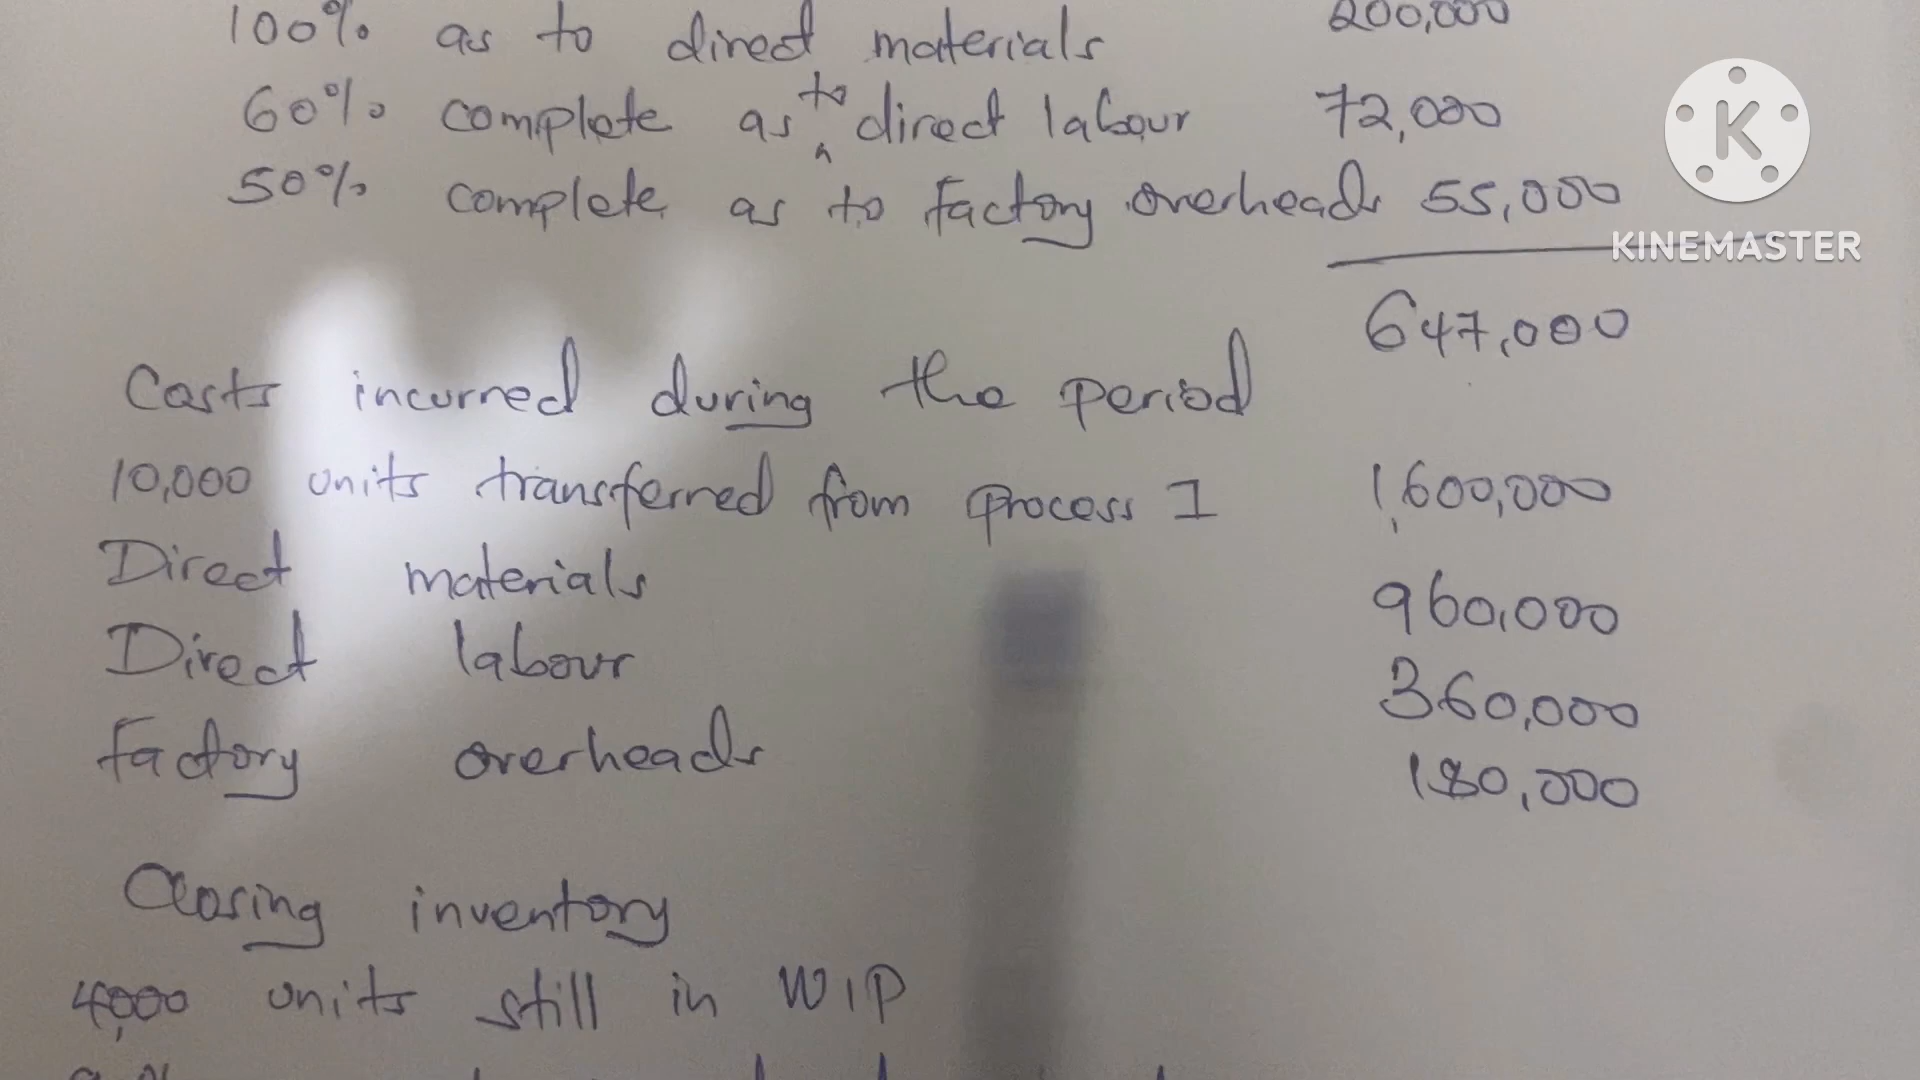 100% as to direct materials 200,000
60% complete as to direct labour 72,000
50% complete as to factory overheads 55,000
K
KINEMASTER
647,000
Costs incurred during the period
10,000 units transferred from process I 1,600,000
Direct materials 960,000
Direct labour 360,000
Factory overheads 180,000
Closing inventory
4,000 units still in WIP